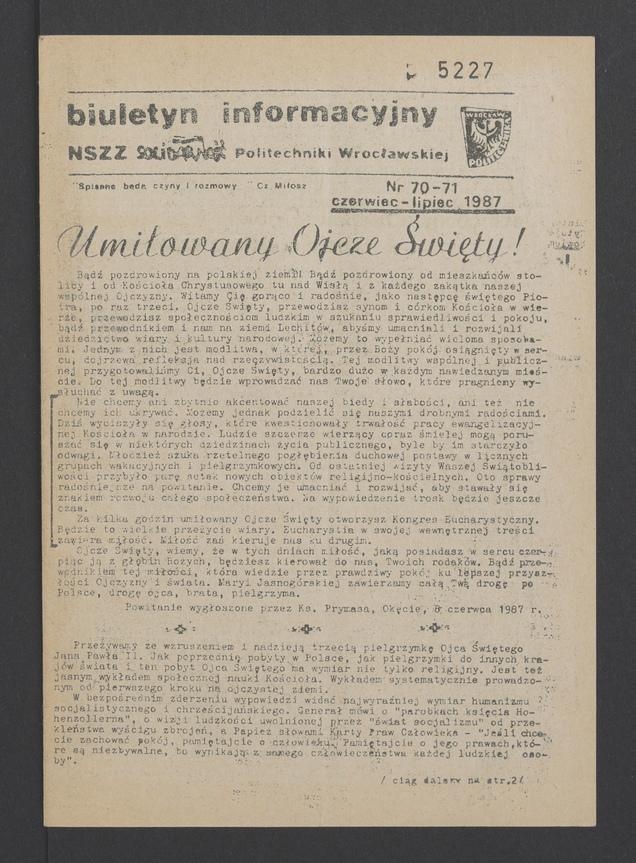 5227
biuletyn informacyjny
NSZZ Solidarność Politechniki Wrocławskiej
WROCŁAWSKA
POLITECHNIKA
"Spisane będą czyny i rozmowy" Cz. Miłosz
Nr 70-71
czerwiec-lipiec 1987
Umiłowany Ojcze Święty!
Bądź pozdrowiony na polskiej ziemi! Bądź pozdrowiony od mieszkańców sto-
licy i od Kościoła Chrystusowego tu nad Wisłą i z każdego zakątka naszej
wspólnej Ojczyzny. Witamy Cię gorąco i radośnie, jako następcę świętego Pio-
tra, po raz trzeci. Ojcze Święty, przewodzisz synom i córkom Kościoła w wie-
rze, przewodzisz społecznościom ludzkim w szukaniu sprawiedliwości i pokoju,
bądź przewodnikiem i nam na ziemi Lechitów, abyśmy umacniali i rozwijali
dziedzictwo wiary i kultury narodowej. Możemy to wypełniać wieloma sposoba-
mi. Jednym z nich jest modlitwa, w której, przez Boży pokój osiągnięty w ser-
cu, dojrzewa refleksja nad rzeczywistością. Tej modlitwy wspólnej i publicz-
nej przygotowaliśmy Ci, Ojcze Święty, bardzo dużo w każdym nawiedzanym mieś-
cie. Do tej modlitwy będzie wprowadzać nas Twoje słowo, które pragniemy wy-
słuchać z uwagą.
Nie chcemy ani zbytnio akcentować naszej biedy i słabości, ani też nie
chcemy ich ukrywać. Możemy jednak podzielić się naszymi drobnymi radościami.
Dziś wyciszyły się głosy, które kwestionowały trwałość pracy ewangelizacyj-
nej Kościoła w narodzie. Ludzie szczerze wierzący coraz śmielej mogą poru-
szać się w niektórych dziedzinach życia publicznego, byle by im starczyło
odwagi. Młodzież szuka rzetelnego pogłębienia duchowej postawy w licznych
grupach wakacyjnych i pielgrzymkowych. Od ostatniej wizyty Waszej Świątobli-
wości przybyło parę setek nowych obiektów religijno-kościelnych. Oto sprawy
radośniejsze na powitanie. Chcemy je umacniać i rozwijać, aby stawały się
znakiem rozwoju całego społeczeństwa. Na wypowiedzenie trosk będzie jeszcze
czas.
Za kilka godzin umiłowany Ojcze Święty otworzysz Kongres Eucharystyczny.
Będzie to wielkie przeżycie wiary. Eucharystia w swojej wewnętrznej treści
zawiera miłość. Miłość zaś kieruje nas ku drugim.
Ojcze Święty, wiemy, że w tych dniach miłość, jaką posiadasz w sercu czer-
piąc ją z głębin Bożych, będziesz kierował do nas, Twoich rodaków. Bądź prze-
wodnikiem tej miłości, która wiedzie przez prawdziwy pokój ku lepszej przysz-
łości Ojczyzny i świata. Maryi Jasnogórskiej zawierzamy całą Twą drogę po
Polsce, drogę ojca, brata, pielgrzyma.
Powitanie wygłoszone przez Ks. Prymasa, Okęcie, 8 czerwca 1987 r.
Przeżywamy ze wzruszeniem i nadzieją trzecią pielgrzymkę Ojca Świętego
Jana Pawła II. Jak poprzednie pobyty w Polsce, jak pielgrzymki do innych kra-
jów świata i ten pobyt Ojca Świętego ma wymiar nie tylko religijny. Jest też
jasnym wykładem społecznej nauki Kościoła. Wykładem systematycznie prowadzo-
nym od pierwszego kroku na ojczystej ziemi.
W bezpośrednim zderzeniu wypowiedzi widać najwyraźniej wymiar humanizmu
socjalistycznego i chrześcijańskiego. Generał mówi o "parobkach księcia Ho-
henzollerna", o wizji ludzkości uwolnionej przez "świat socjalizmu" od prze-
kleństwa wyścigu zbrojeń, a Papież słowami Karty Praw Człowieka - "Jeśli chce-
cie zachować pokój, pamiętajcie o człowieku. Pamiętajcie o jego prawach, któ-
re są niezbywalne, bo wynikają z samego człowieczeństwa każdej ludzkiej oso-
by".
/ ciąg dalszy na str.2/